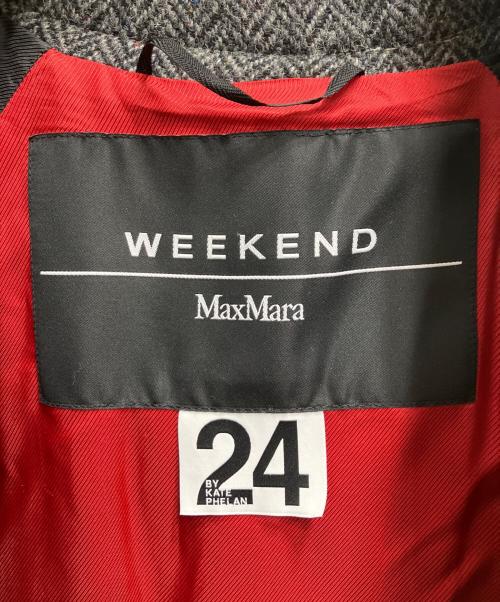 WEEKEND
MaxMara
24
BY
KATE
PHELAN